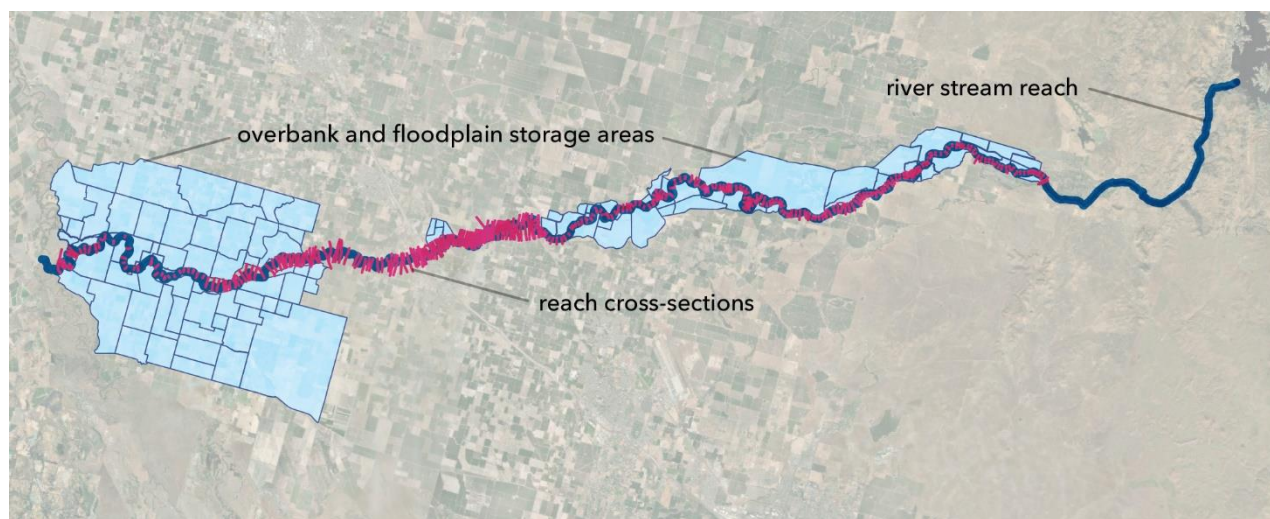 river stream reach
overbank and floodplain storage areas
reach cross-sections